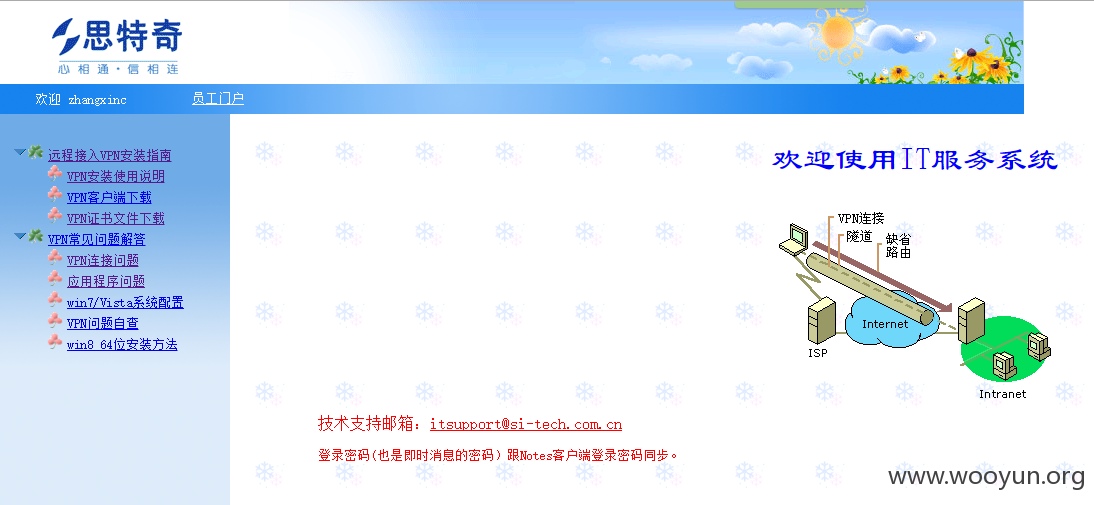 思特奇
心相通·信相连
欢迎 zhangxinc
员工门户
远程接入VPN安装指南
VPN安装使用说明
VPN客户端下载
VPN证书文件下载
VPN常见问题解答
VPN连接问题
应用程序问题
win7/Vista系统配置
VPN问题自查
win8 64位安装方法
欢迎使用IT服务系统
VPN连接
隧道
缺省
路由
Internet
ISP
Intranet
技术支持邮箱: itsupport@si-tech.com.cn
登录密码(也是即时消息的密码) 跟Notes客户端登录密码同步。
www.wooyun.org